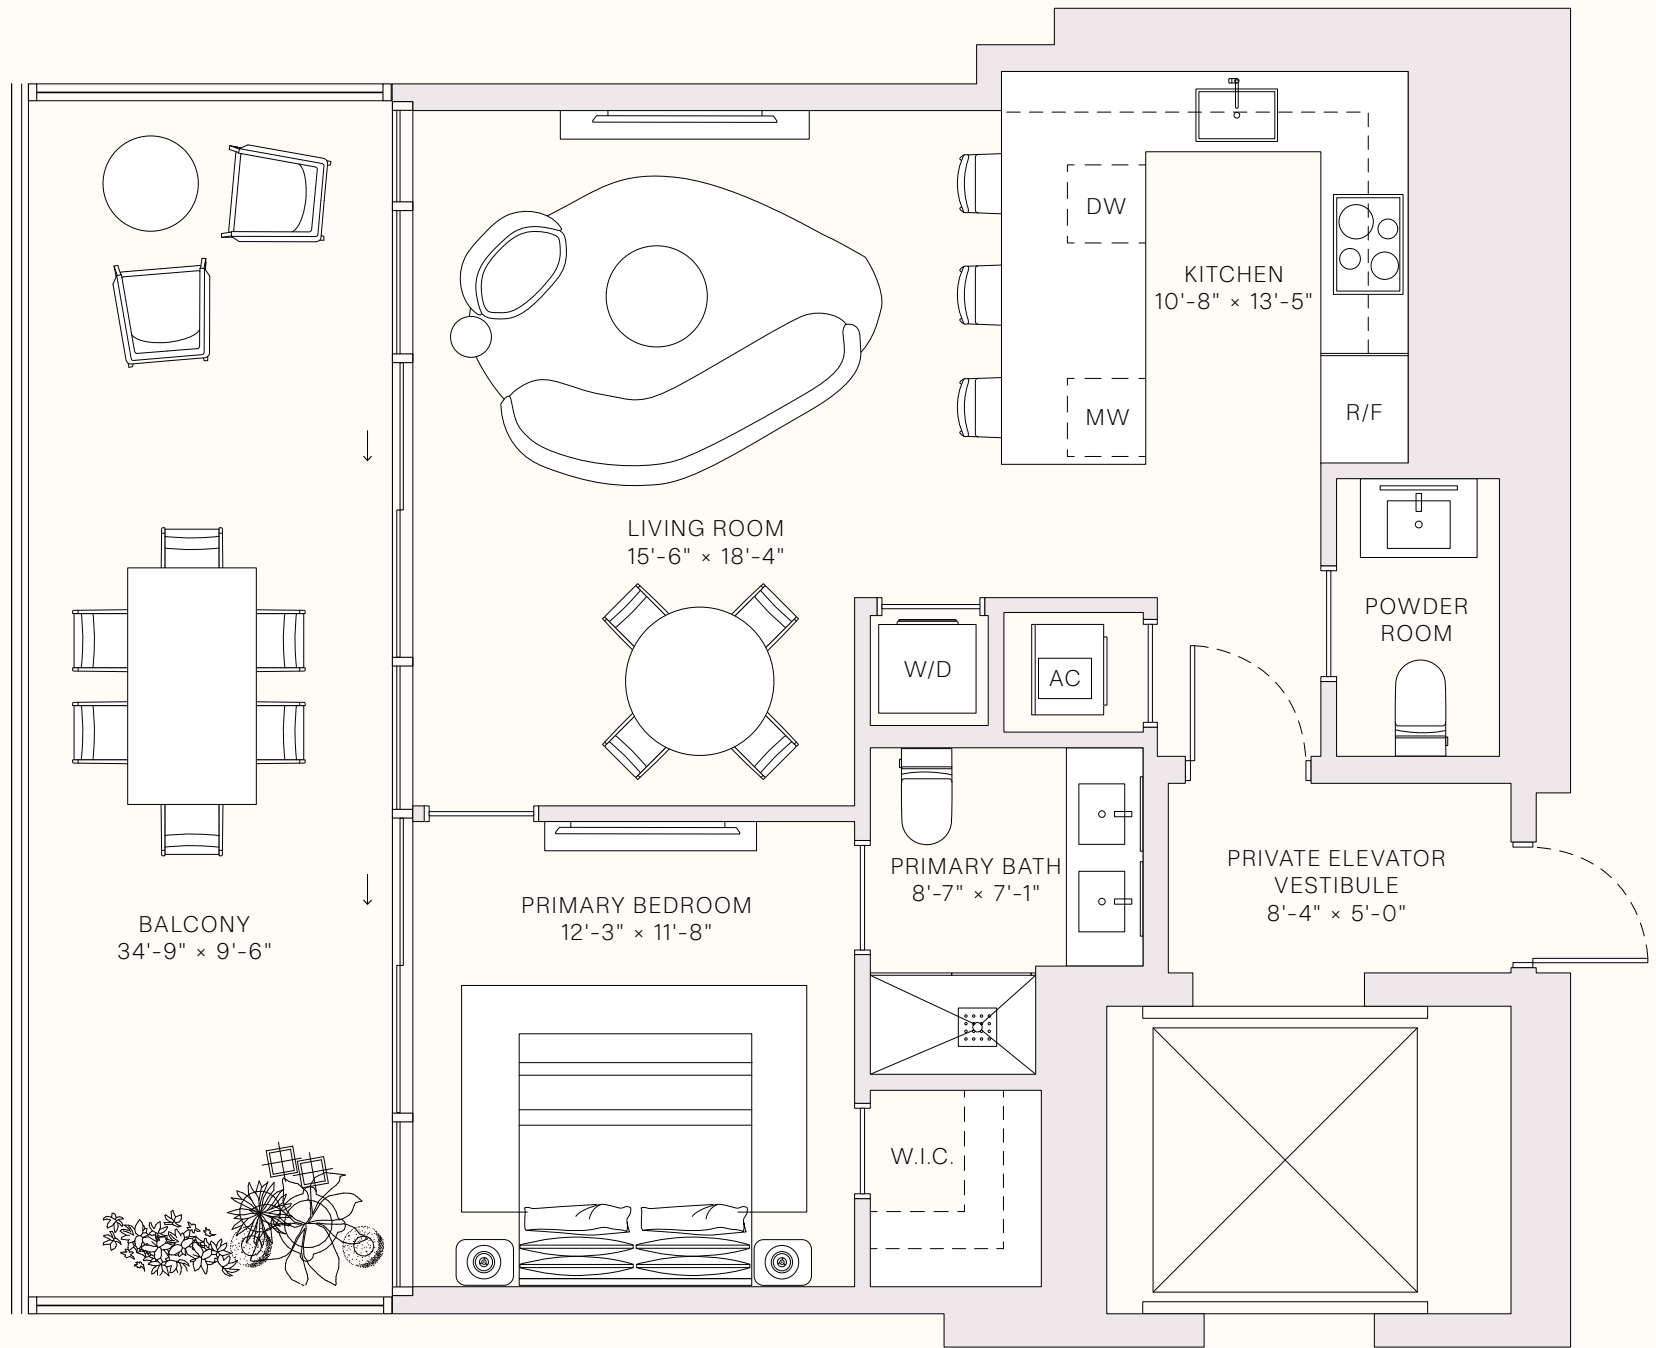 DW
KITCHEN
10'-8" × 13'-5"
MW
R/F
LIVING ROOM
15'-6" × 18'-4"
POWDER
ROOM
W/D
AC
PRIMARY BATH
8'-7" × 7'-1"
PRIVATE ELEVATOR
VESTIBULE
8'-4" × 5'-0"
PRIMARY BEDROOM
12'-3" × 11'-8"
BALCONY
34'-9" × 9'-6"
W.I.C.